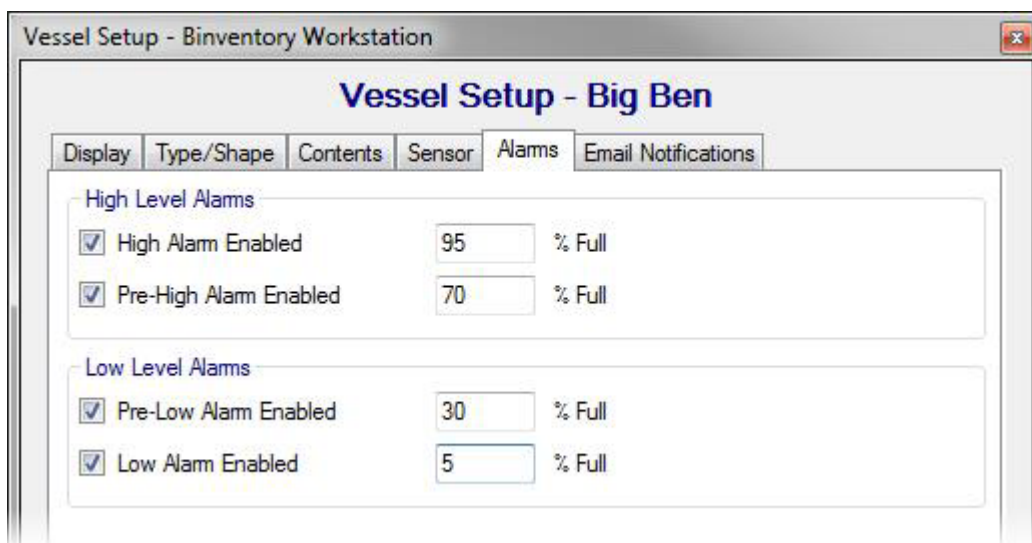 Vessel Setup - Binventory Workstation
Vessel Setup - Big Ben
Display Type/Shape Contents Sensor Alarms Email Notifications
High Level Alarms
High Alarm Enabled 95 % Full
Pre-High Alarm Enabled 70 % Full
Low Level Alarms
Pre-Low Alarm Enabled 30 % Full
Low Alarm Enabled 5 % Full